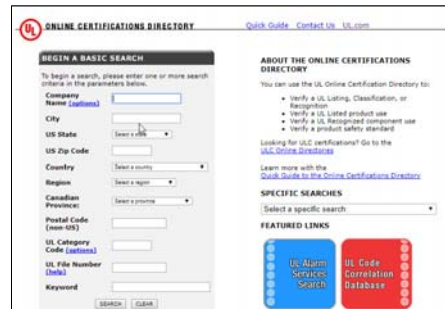 UL
ONLINE CERTIFICATIONS DIRECTORY
Quick Guide Contact Us UL.com
BEGIN A BASIC SEARCH
To begin a search, please enter one or more search
criteria in the parameters below.
Company
Name (options)
City
US State
Select a state
US Zip Code
Country
Select a country
Region
Select a region
Canadian
Province:
Select a province
Postal Code
(non-US)
UL Category
Code (options)
UL File Number
(help)
Keyword
SEARCH CLEAR
ABOUT THE ONLINE CERTIFICATIONS
DIRECTORY
You can use the UL Online Certification Directory to:
• Verify a UL Listing, Classification, or
Recognition
• Verify a UL Listed product use
• Verify a UL Recognized component use
• Verify a product safety standard
Looking for ULC certifications? Go to the
ULC Online Directories
Learn more with the
Quick Guide to the Online Certifications Directory
SPECIFIC SEARCHES
Select a specific search
FEATURED LINKS
UL Alarm
Services
Search
UL Code
Correlation
Database